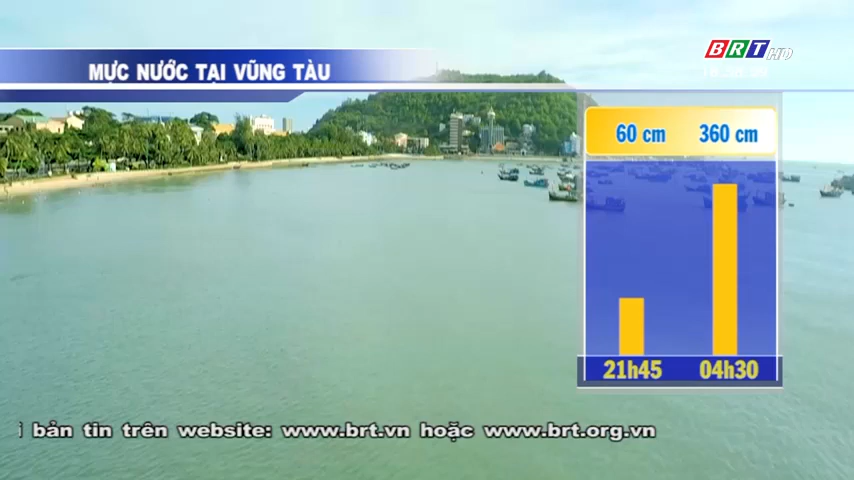 BRT HD
MỰC NƯỚC TẠI VŨNG TÀU
60 cm 360 cm
21h45 04h30
bản tin trên website: www.brt.vn hoặc www.brt.org.vn